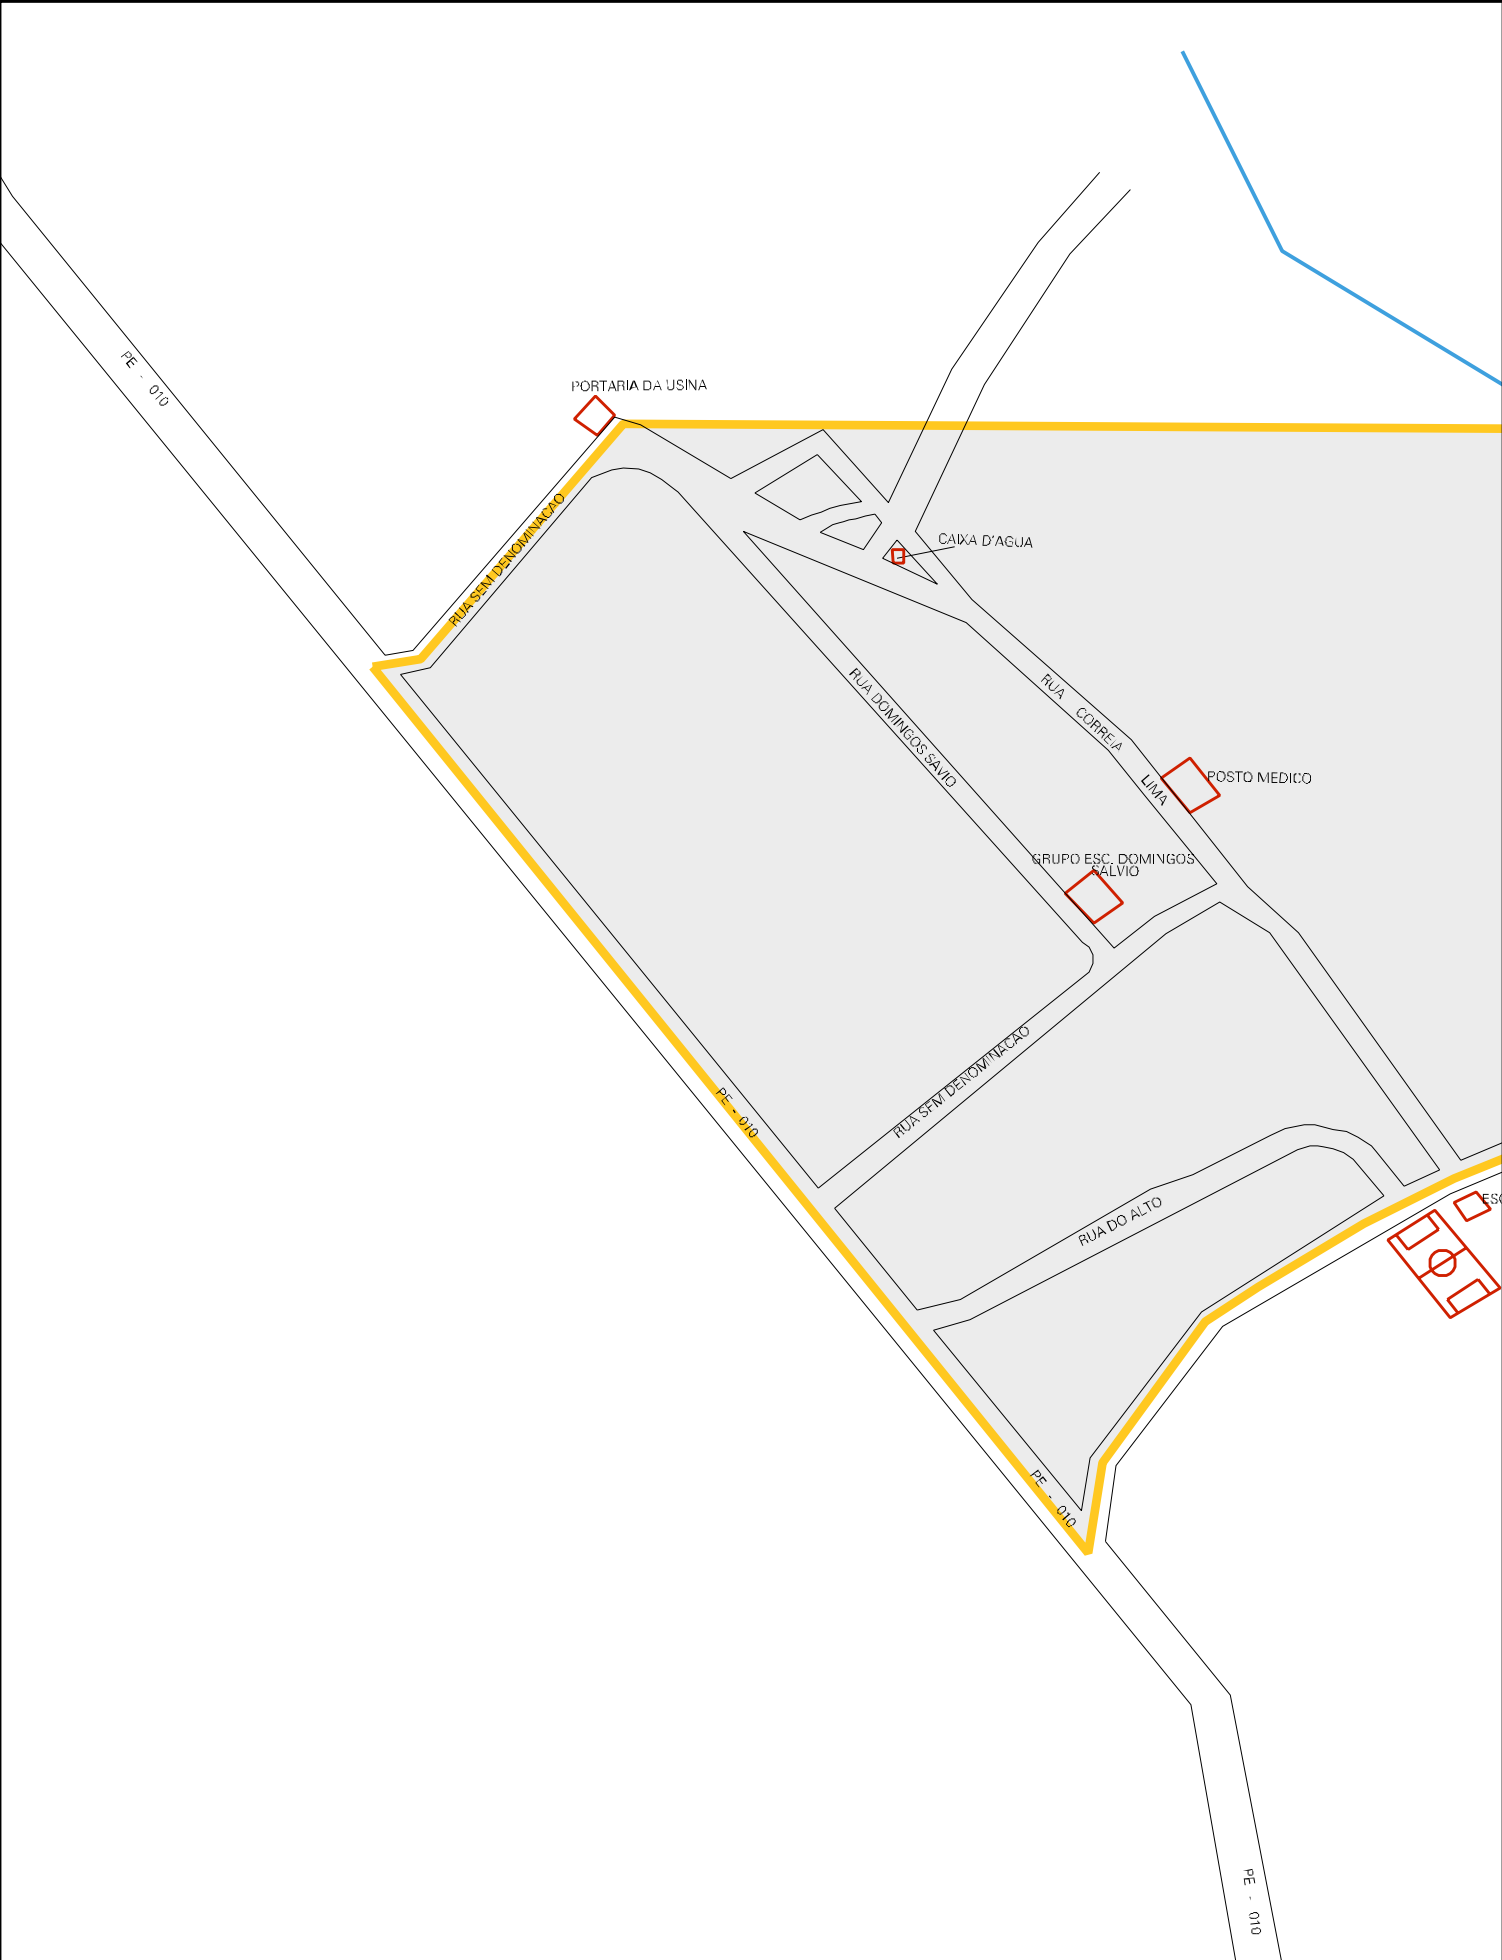 PE - 010
PORTARIA DA USINA
RUA SEM DENOMINACAO
CAIXA D'AGUA
RUA CORREIA LIMA
RUA DOMINGOS SAVIO
POSTO MEDICO
GRUPO ESC. DOMINGOS
SALVIO
RUA SEM DENOMINACAO
PE - 010
RUA DO ALTO
ESC
PE - 010
PE - 010